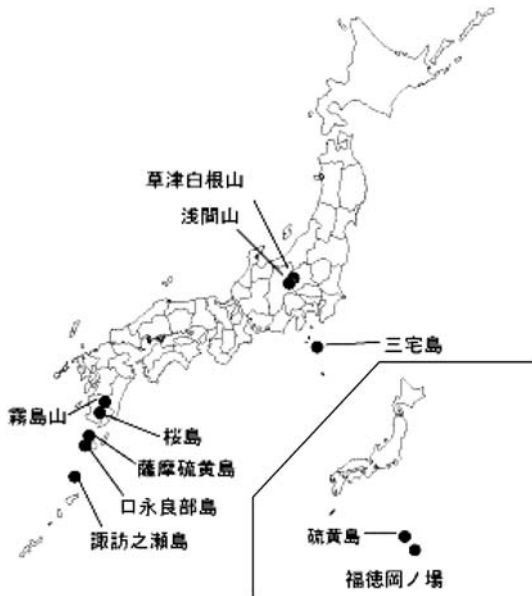 草津白根山
浅間山
三宅島
霧島山
桜島
薩摩硫黄島
口永良部島
諏訪之瀬島
硫黄島
福徳岡ノ場